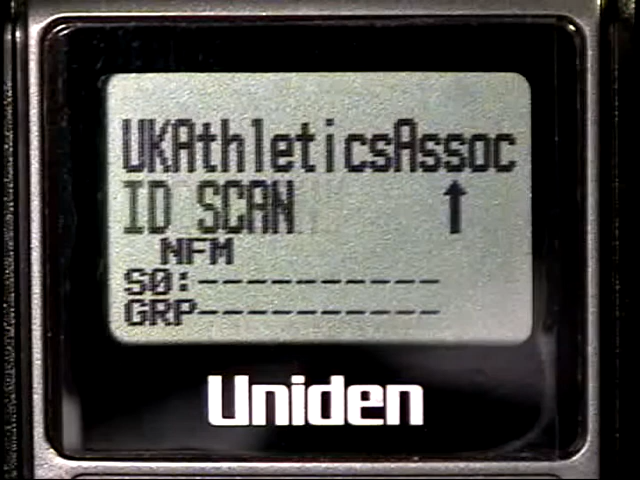 UKAthleticsAssoc
ID SCAN ↑
NFM
S0:----------
GRP----------
Uniden